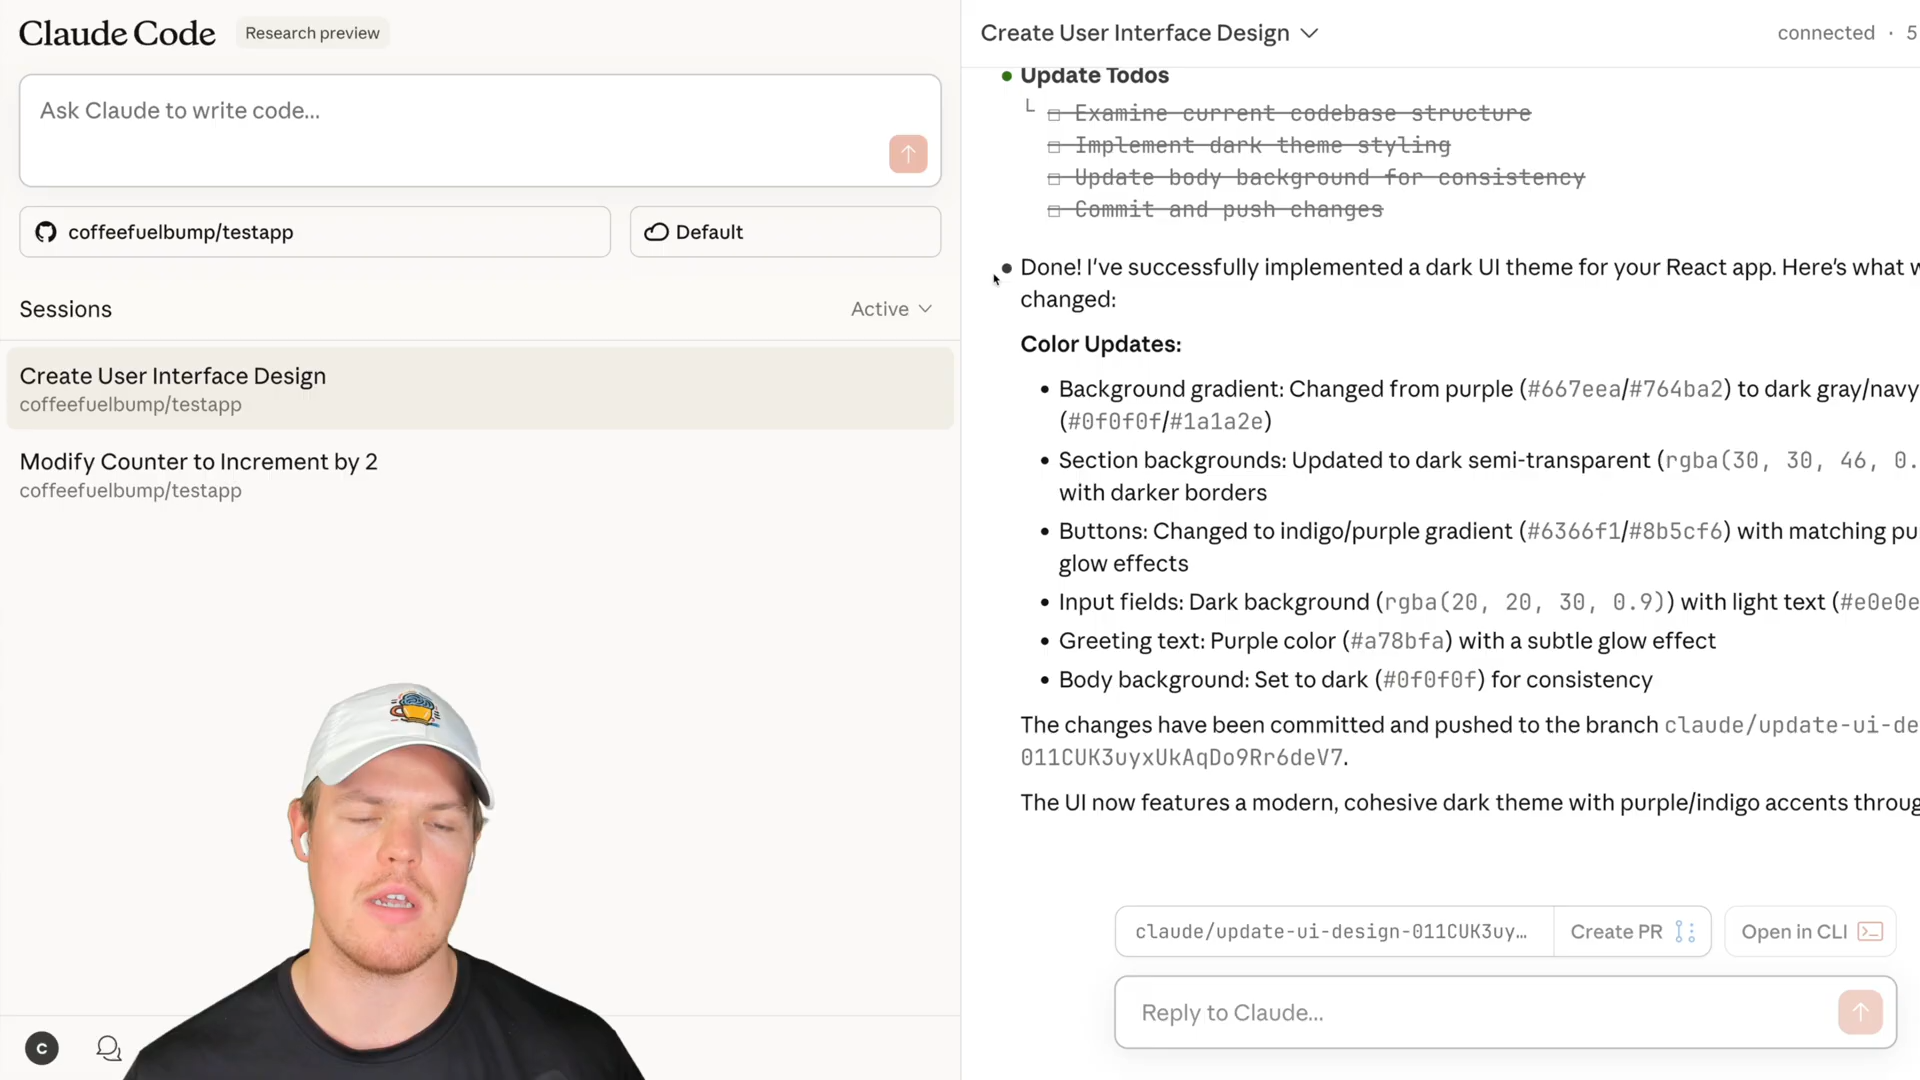 Claude Code
Research preview
Ask Claude to write code...
coffeefuelbump/testapp
Default
Sessions
Active
Create User Interface Design
coffeefuelbump/testapp
Modify Counter to Increment by 2
coffeefuelbump/testapp
C
Create User Interface Design
connected · 5
Update Todos
Examine current codebase structure
Implement dark theme styling
Update body background for consistency
Commit and push changes
Done! I've successfully implemented a dark UI theme for your React app. Here's what w
changed:
Color Updates:
• Background gradient: Changed from purple (#667eea/#764ba2) to dark gray/navy
(#0f0f0f/#1a1a2e)
• Section backgrounds: Updated to dark semi-transparent (rgba(30, 30, 46, 0.
with darker borders
• Buttons: Changed to indigo/purple gradient (#6366f1/#8b5cf6) with matching pu
glow effects
• Input fields: Dark background (rgba(20, 20, 30, 0.9)) with light text (#e0e0e
• Greeting text: Purple color (#a78bfa) with a subtle glow effect
• Body background: Set to dark (#0f0f0f) for consistency
The changes have been committed and pushed to the branch claude/update-ui-de
011CUK3uyxUkAqDo9Rr6deV7.
The UI now features a modern, cohesive dark theme with purple/indigo accents throug
claude/update-ui-design-011CUK3uy...
Create PR
Open in CLI
Reply to Claude...